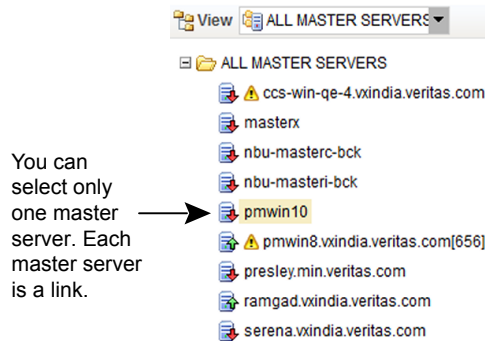 View ALL MASTER SERVERS
ALL MASTER SERVERS
ccs-win-qe-4.vxindia.veritas.com
masterx
nbu-masterc-bck
nbu-masteri-bck
You can
select only
one master
server. Each
master server
is a link.
pmwin10
pmwin8.vxindia.veritas.com[656]
presley.min.veritas.com
ramgad.vxindia.veritas.com
serena.vxindia.veritas.com